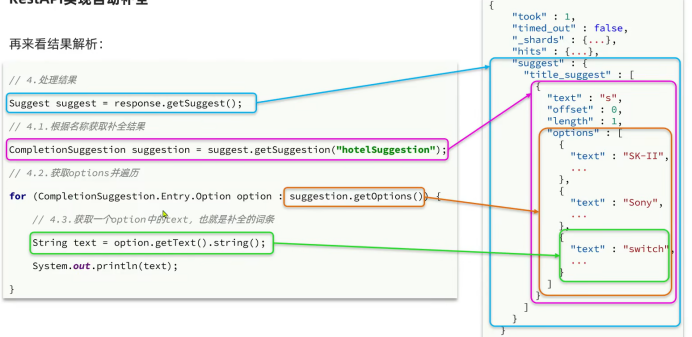 RestAPI实现自动补全
再来看结果解析：
// 4.处理结果
Suggest suggest = response.getSuggest();
// 4.1.根据名称获取补全结果
CompletionSuggestion suggestion = suggest.getSuggestion("hotelSuggestion");
// 4.2.获取options并遍历
for (CompletionSuggestion.Entry.Option option : suggestion.getOptions()) {
// 4.3.获取一个option中的text，也就是补全的词条
String text = option.getText().string();
System.out.println(text);
}
{
"took" : 1,
"timed_out" : false,
"_shards" : {...},
"hits" : {...},
"suggest" : {
"title_suggest" : [
{
"text" : "s",
"offset" : 0,
"length" : 1,
"options" : [
{
"text" : "SK-II",
...
},
{
"text" : "Sony",
...
},
{
"text" : "switch",
...
}
]
}
]
}
}